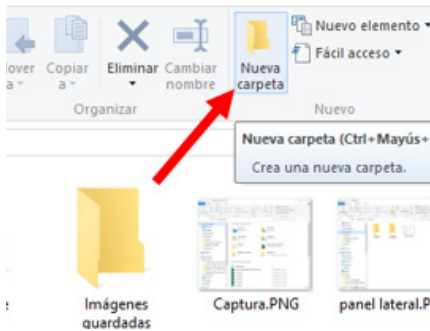 Nuevo elemento
Fácil acceso
Copiar a
Eliminar
Cambiar nombre
Nueva carpeta
Organizar
Nuevo
Nueva carpeta (Ctrl+Mayús+
Crea una nueva carpeta.
Imágenes guardadas
Captura.PNG
panel lateral.P